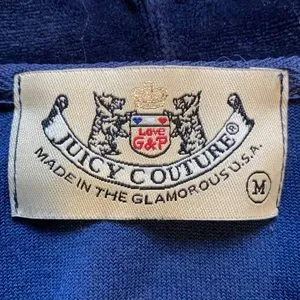 Love
G&P
JUICY COUTURE®
MADE IN THE GLAMOROUS U.S.A.
M